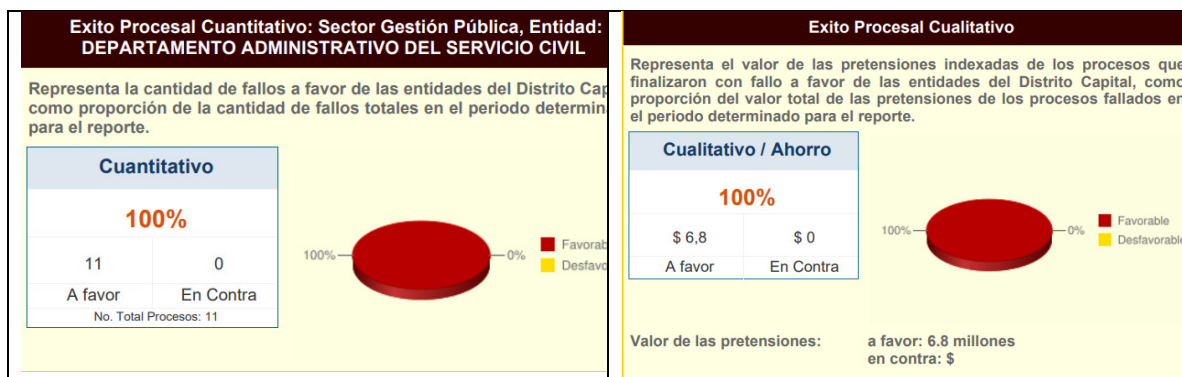 Exito Procesal Cuantitativo: Sector Gestión Pública, Entidad:
DEPARTAMENTO ADMINISTRATIVO DEL SERVICIO CIVIL
Representa la cantidad de fallos a favor de las entidades del Distrito Cap
como proporción de la cantidad de fallos totales en el periodo determin
para el reporte.
Cuantitativo
100%
11 0
A favor En Contra
No. Total Procesos: 11
100% 0%
Favorab
Desfavo
Exito Procesal Cualitativo
Representa el valor de las pretensiones indexadas de los procesos que
finalizaron con fallo a favor de las entidades del Distrito Capital, como
proporción del valor total de las pretensiones de los procesos fallados en
el periodo determinado para el reporte.
Cualitativo / Ahorro
100%
$ 6,8 $ 0
A favor En Contra
100% 0%
Favorable
Desfavorable
Valor de las pretensiones: a favor: 6.8 millones
en contra: $